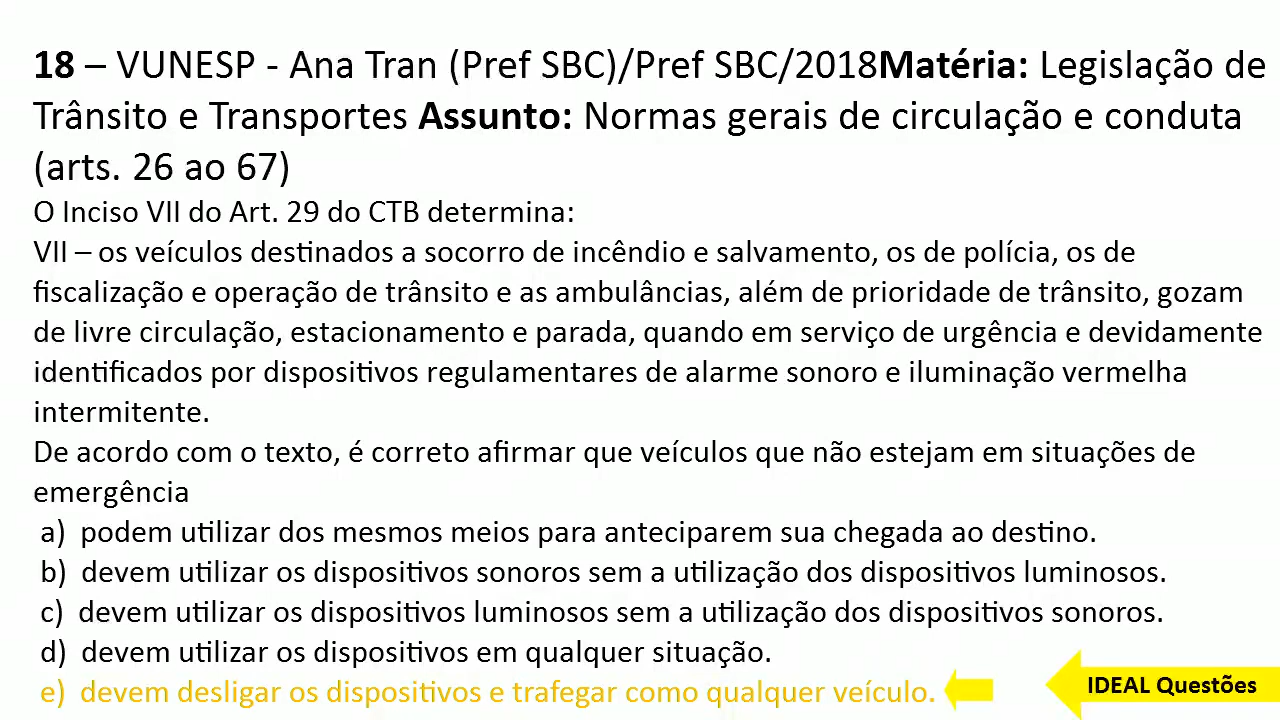 18 – VUNESP - Ana Tran (Pref SBC)/Pref SBC/2018Matéria: Legislação de
Trânsito e Transportes Assunto: Normas gerais de circulação e conduta
(arts. 26 ao 67)
O Inciso VII do Art. 29 do CTB determina:
VII – os veículos destinados a socorro de incêndio e salvamento, os de polícia, os de
fiscalização e operação de trânsito e as ambulâncias, além de prioridade de trânsito, gozam
de livre circulação, estacionamento e parada, quando em serviço de urgência e devidamente
identificados por dispositivos regulamentares de alarme sonoro e iluminação vermelha
intermitente.
De acordo com o texto, é correto afirmar que veículos que não estejam em situações de
emergência
a) podem utilizar dos mesmos meios para anteciparem sua chegada ao destino.
b) devem utilizar os dispositivos sonoros sem a utilização dos dispositivos luminosos.
c) devem utilizar os dispositivos luminosos sem a utilização dos dispositivos sonoros.
d) devem utilizar os dispositivos em qualquer situação.
e) devem desligar os dispositivos e trafegar como qualquer veículo.
IDEAL Questões